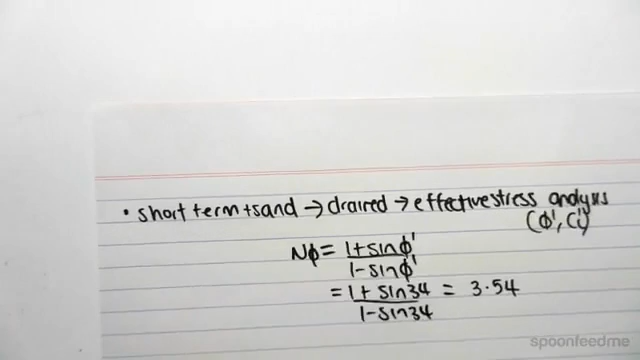 • short term + sand → drained → effective stress analysis
(φ', c')
Nφ = 1 + sin φ' / 1 - sin φ'
= 1 + sin 34 / 1 - sin 34 = 3.54
spoonfeedme